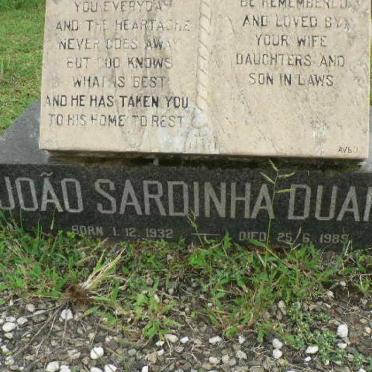 YOU EVERYDAY
AND THE HEARTACHE
NEVER GOES AWAY
BUT GOD KNOWS
WHAT IS BEST
AND HE HAS TAKEN YOU
TO HIS HOME TO REST
BE REMEMBERED
AND LOVED BY
YOUR WIFE
DAUGHTERS AND
SON IN LAWS
JOÃO SARDINHA DUAR
BORN 1.12.1932 — DIED 25.6.1985